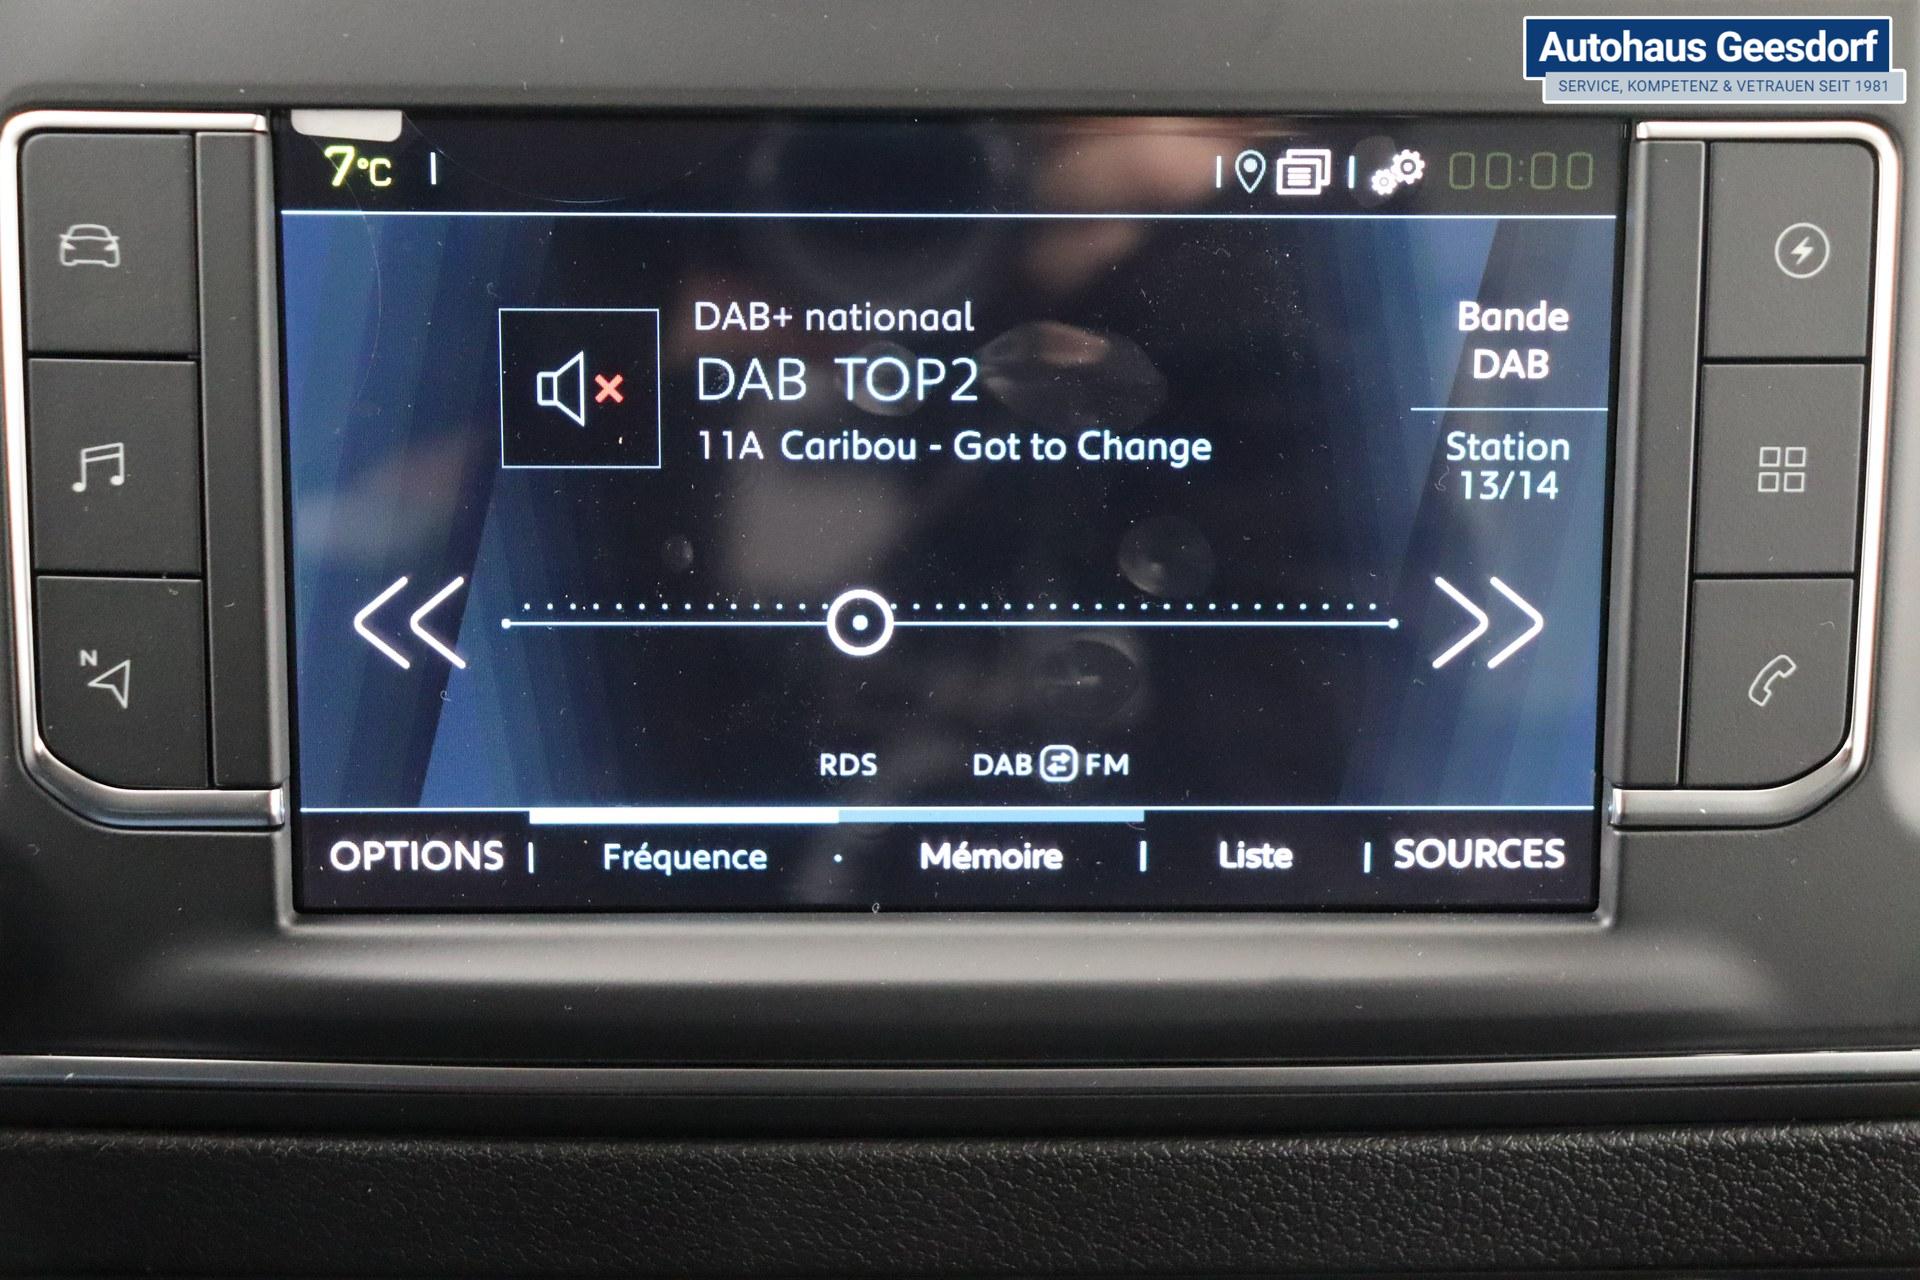 Autohaus Geesdorf
SERVICE, KOMPETENZ & VETRAUEN SEIT 1981
7°C
00:00
DAB+ nationaal
DAB TOP2
11A Caribou - Got to Change
Bande
DAB
Station
13/14
N
RDS
DAB FM
OPTIONS | Fréquence · Mémoire | Liste | SOURCES